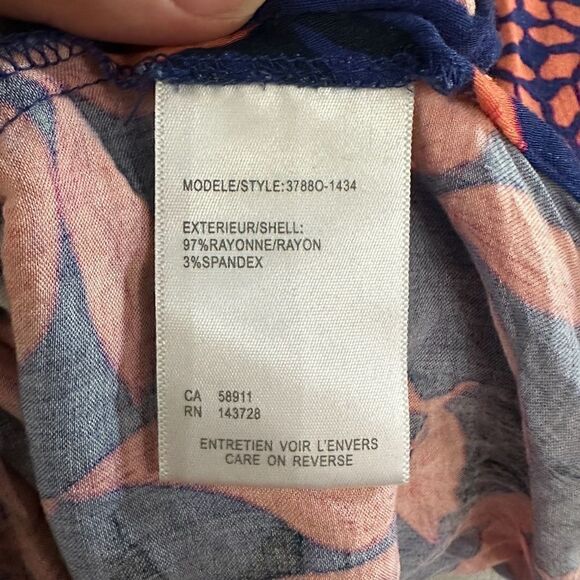 MODELE/STYLE:3788O-1434
EXTERIEUR/SHELL:
97%RAYONNE/RAYON
3%SPANDEX
CA 58911
RN 143728
ENTRETIEN VOIR L'ENVERS
CARE ON REVERSE